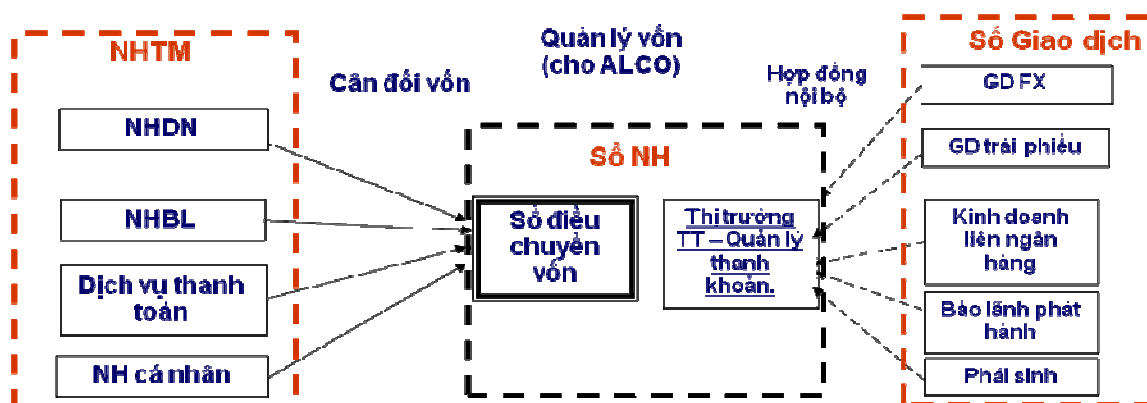 NHTM
NHDN
NHBL
Dịch vụ thanh
toán
NH cá nhân
Cân đối vốn
Quản lý vốn
(cho ALCO)
Hợp đồng
nội bộ
Sổ NH
Sổ điều
chuyển
vốn
Thị trường
TT – Quản lý
thanh
khoản.
Sổ Giao dịch
GD FX
GD trái phiếu
Kinh doanh
liên ngân
hàng
Bảo lãnh phát
hành
Phái sinh